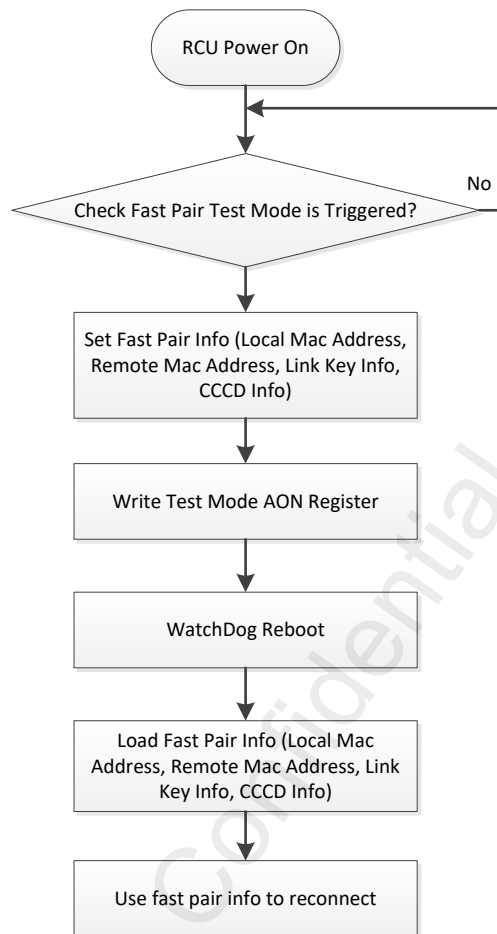 RCU Power On
No
Check Fast Pair Test Mode is Triggered?
Set Fast Pair Info (Local Mac Address,
Remote Mac Address, Link Key Info,
CCCD Info)
Write Test Mode AON Register
WatchDog Reboot
Load Fast Pair Info (Local Mac
Address, Remote Mac Address, Link
Key Info, CCCD Info)
Use fast pair info to reconnect
Confidential